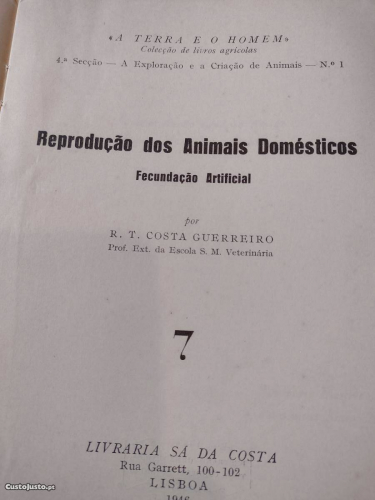 «A TERRA E O HOMEM»
Colecção de livros agrícolas
4.ª Secção — A Exploração e a Criação de Animais — N.º 1
Reprodução dos Animais Domésticos
Fecundação Artificial
por
R. T. COSTA GUERREIRO
Prof. Ext. da Escola S. M. Veterinária
7
LIVRARIA SÁ DA COSTA
Rua Garrett, 100-102
LISBOA
1946
CustoJusto.pt